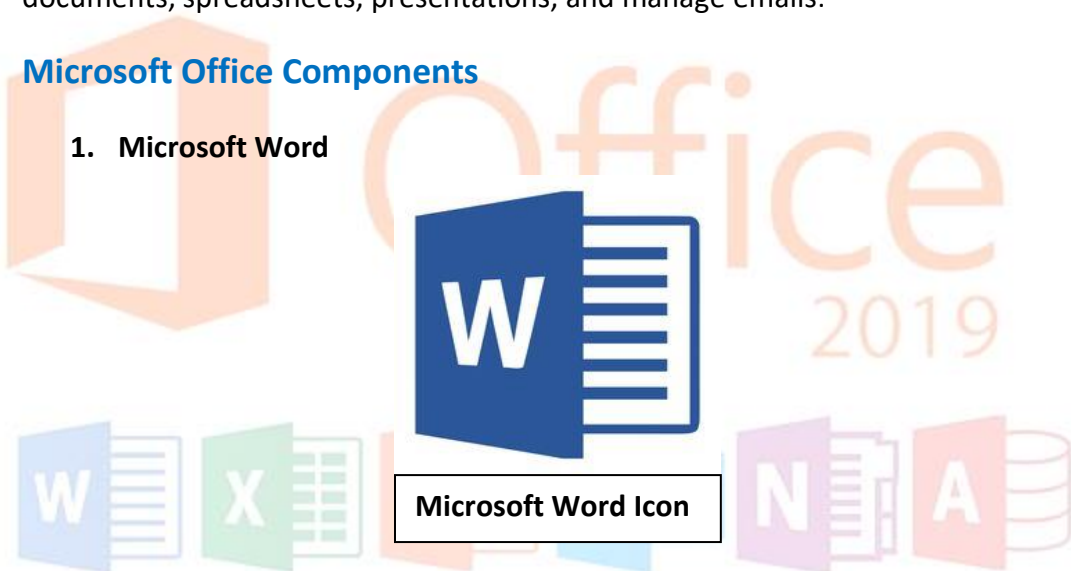 documents, spreadsheets, presentations, and manage emails.
Microsoft Office Components
1. Microsoft Word
Office
2019
W
Microsoft Word Icon
W
X
N
A